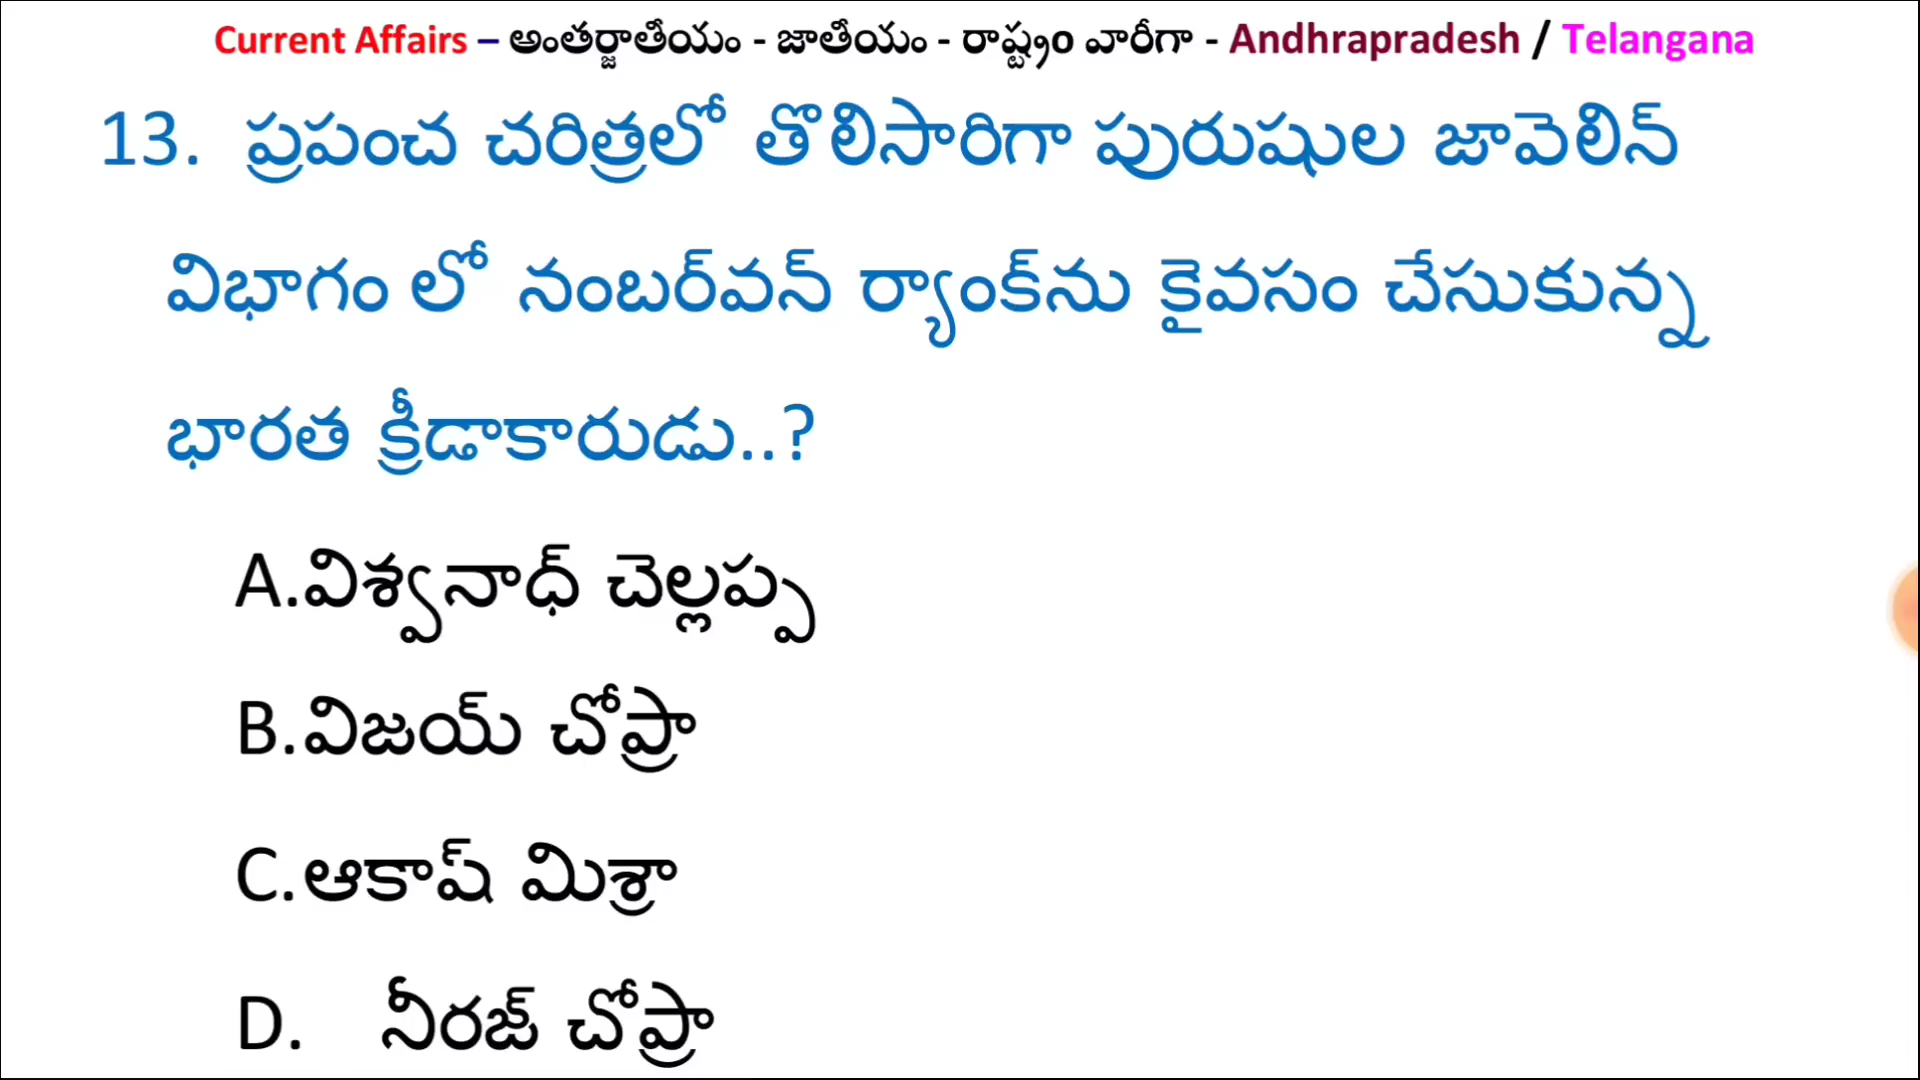 Current Affairs – అంతర్జాతీయం - జాతీయం - రాష్ట్రం వారీగా - Andhrapradesh / Telangana
13. ప్రపంచ చరిత్రలో తొలిసారిగా పురుషుల జావెలిన్
విభాగం లో నంబర్‌వన్ ర్యాంక్‌ను కైవసం చేసుకున్న
భారత క్రీడాకారుడు..?
A.విశ్వనాధ్ చెల్లప్ప
B.విజయ్ చోప్రా
C.ఆకాష్ మిశ్రా
D. నీరజ్ చోప్రా